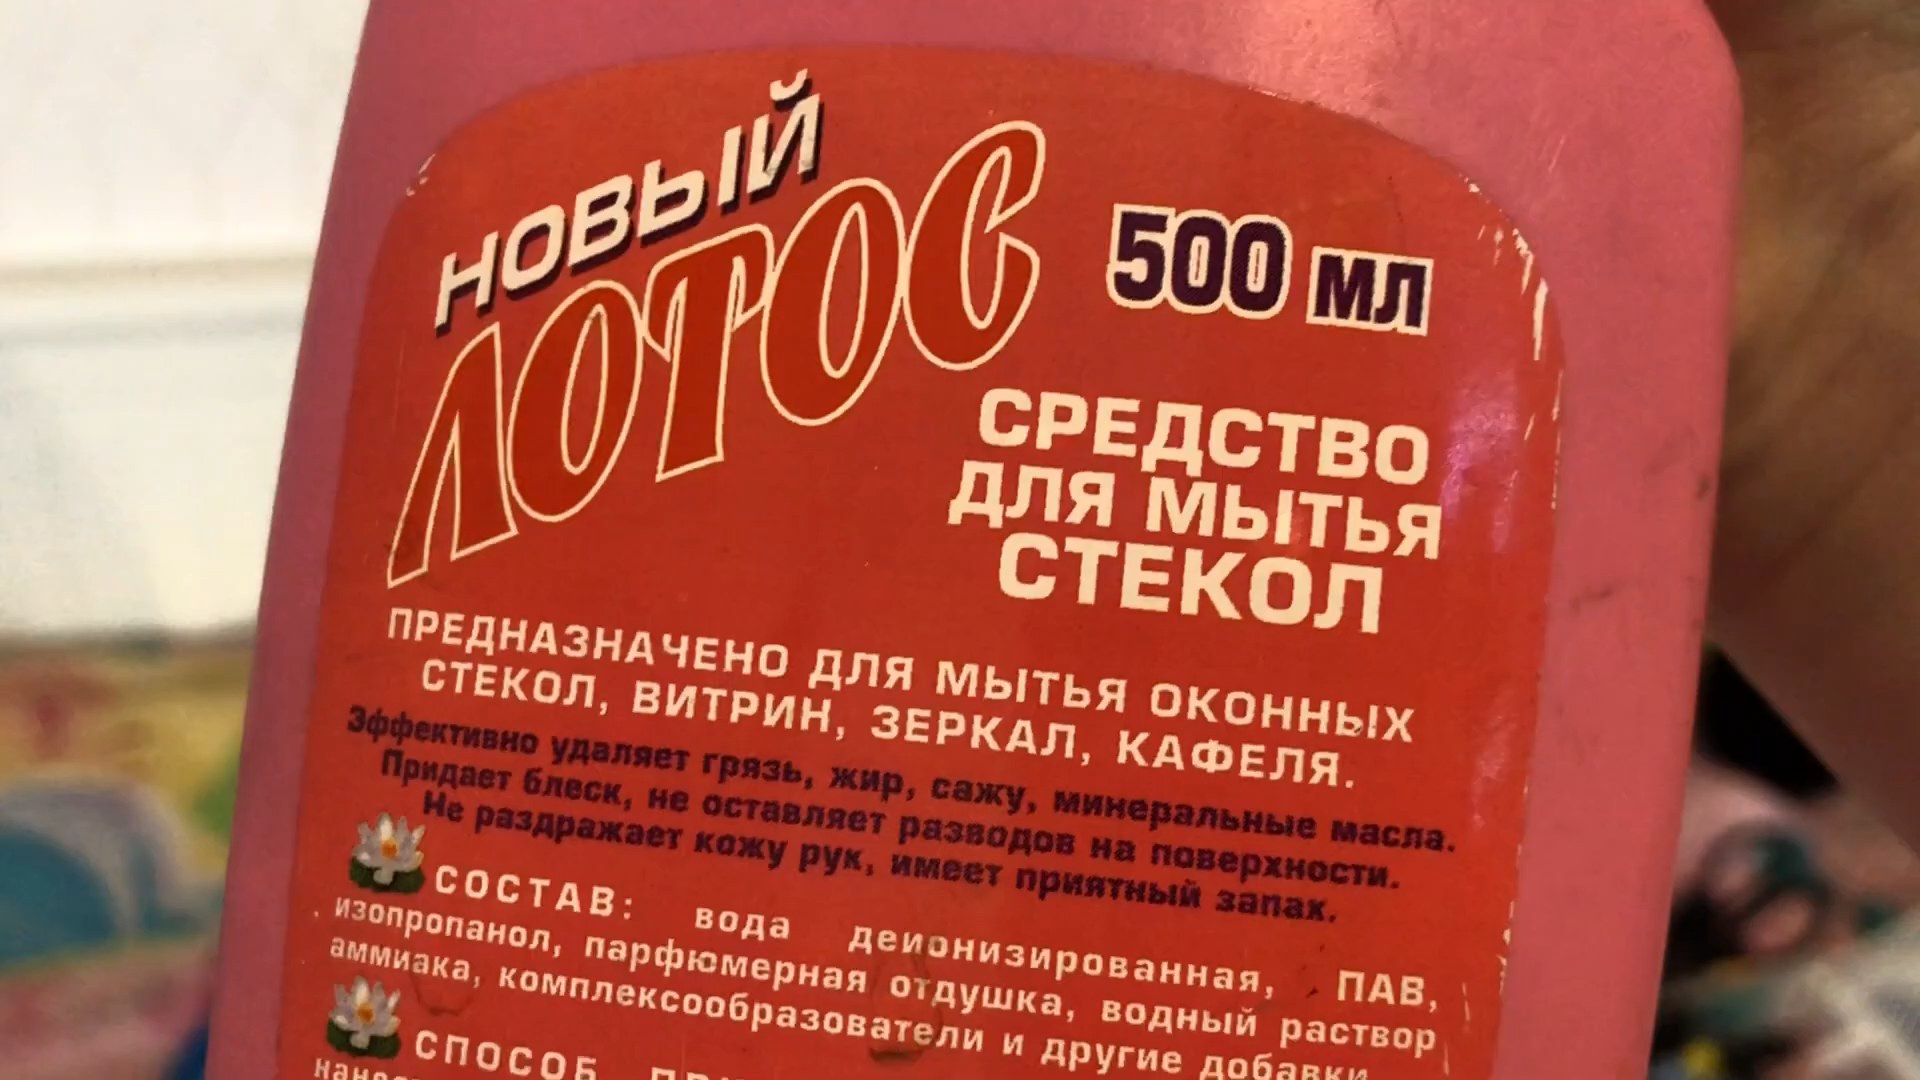 НОВЫЙ
ЛОТОС
500 МЛ
СРЕДСТВО
ДЛЯ МЫТЬЯ
СТЕКОЛ
ПРЕДНАЗНАЧЕНО ДЛЯ МЫТЬЯ ОКОННЫХ
СТЕКОЛ, ВИТРИН, ЗЕРКАЛ, КАФЕЛЯ.
Эффективно удаляет грязь, жир, сажу, минеральные масла.
Придает блеск, не оставляет разводов на поверхности.
Не раздражает кожу рук, имеет приятный запах.
СОСТАВ: вода деионизированная, ПАВ,
изопропанол, парфюмерная отдушка, водный раствор
аммиака, комплексообразователи и другие добавки
СПОСОБ